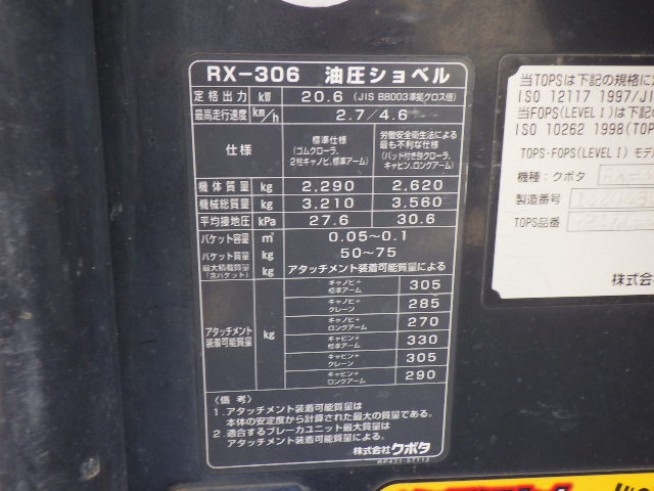 RX-306 油圧ショベル
定格出力 kW 20.6 (JIS B8003準拠グロス値)
最高走行速度 km/h 2.7/4.6
仕様 標準仕様 (ゴムクローラ、2柱キャノピ、標準アーム) 労働安全衛生法による最も不利な仕様 (パッド付き鉄クローラ、キャビン、ロングアーム)
機体質量 kg 2,290 2,620
機械総質量 kg 3,210 3,560
平均接地圧 kPa 27.6 30.6
バケット容量 ㎥ 0.05~0.1
バケット質量 kg 50~75
最大積載質量 (含バケット) kg アタッチメント装着可能質量による
アタッチメント装着可能質量 kg
キャノピ+標準アーム 305
キャノピ+クレーン 285
キャノピ+ロングアーム 270
キャビン+標準アーム 330
キャビン+クレーン 305
キャビン+ロングアーム 290
〈備考〉
1.アタッチメント装着可能質量は
本体の安定度から計算された最大の質量である。
2.適合するブレーカユニット最大質量は
アタッチメント装着可能質量による。
株式会社クボタ
当TOPSは下記の規格に
ISO 12117 1997/JI
当FOPS(LEVEL I)は下
ISO 10262 1998(TOP
TOPS・FOPS(LEVEL I) モデ
機種:クボタ
製造番号
TOPS品番
株式会